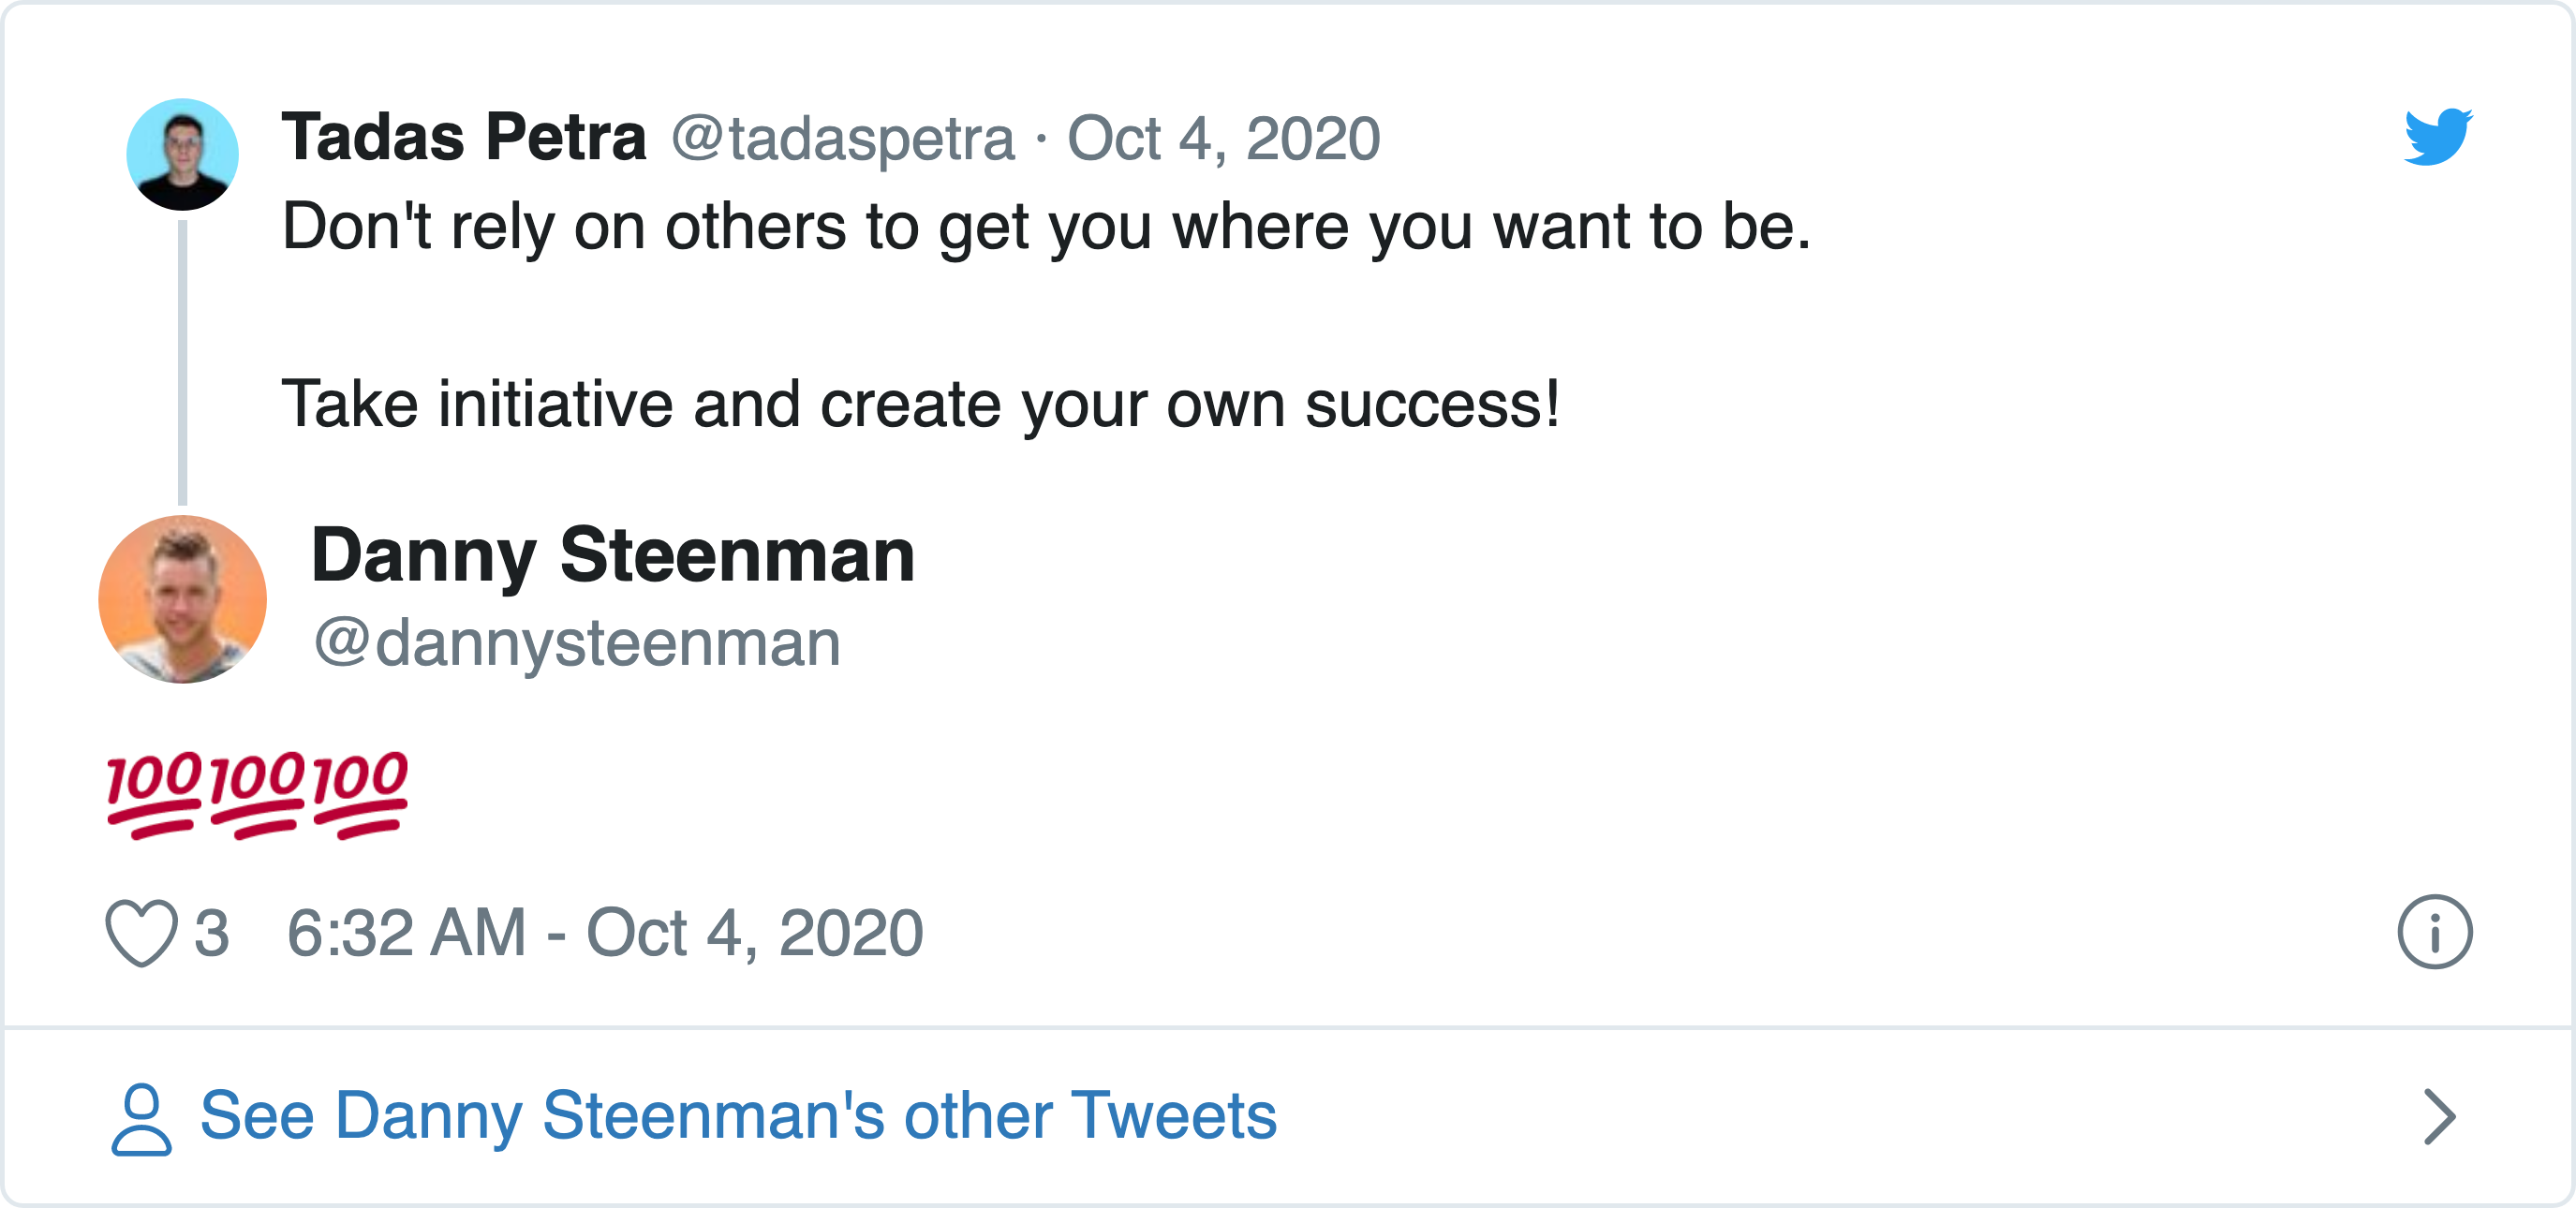 Tadas Petra @tadaspetra · Oct 4, 2020
Don't rely on others to get you where you want to be.
Take initiative and create your own success!
Danny Steenman
@dannysteenman
💯💯💯
3 6:32 AM - Oct 4, 2020
See Danny Steenman's other Tweets